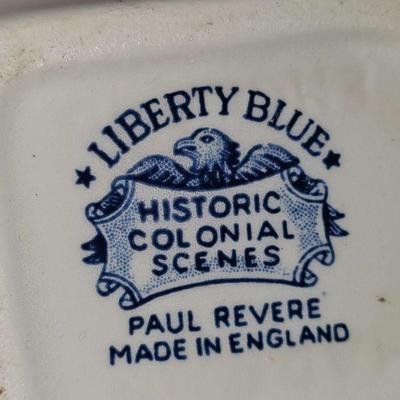 LIBERTY BLUE
HISTORIC
COLONIAL
SCENES
PAUL REVERE
MADE IN ENGLAND